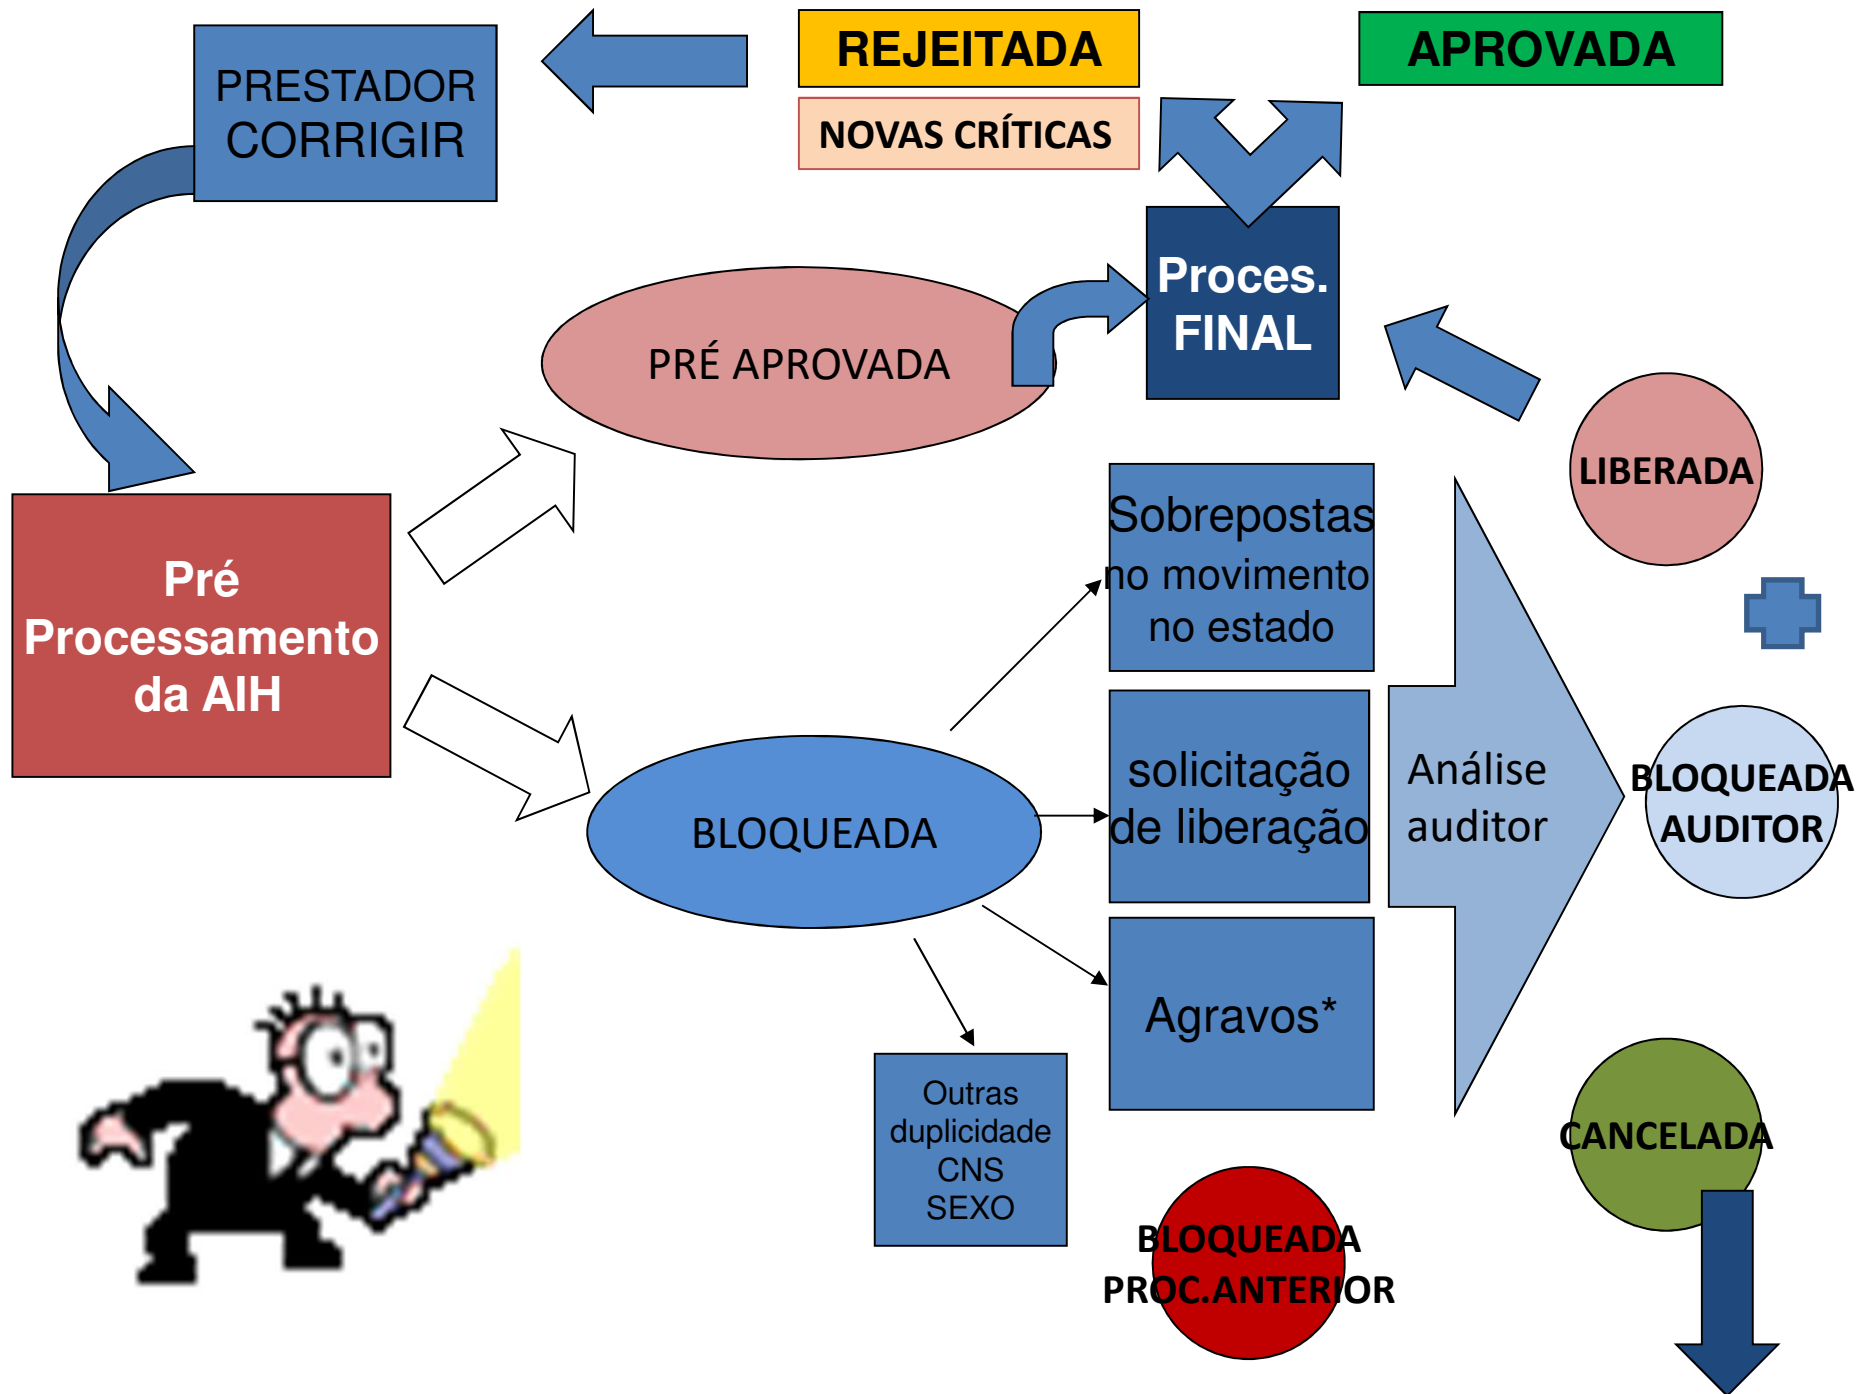 PRESTADOR
CORRIGIR
REJEITADA
NOVAS CRÍTICAS
APROVADA
Proces.
FINAL
PRÉ APROVADA
LIBERADA
Pré
Processamento
da AIH
Sobrepostas
no movimento
no estado
solicitação
de liberação
Análise
auditor
BLOQUEADA
AUDITOR
BLOQUEADA
Agravos*
Outras
duplicidade
CNS
SEXO
CANCELADA
BLOQUEADA
PROC.ANTERIOR